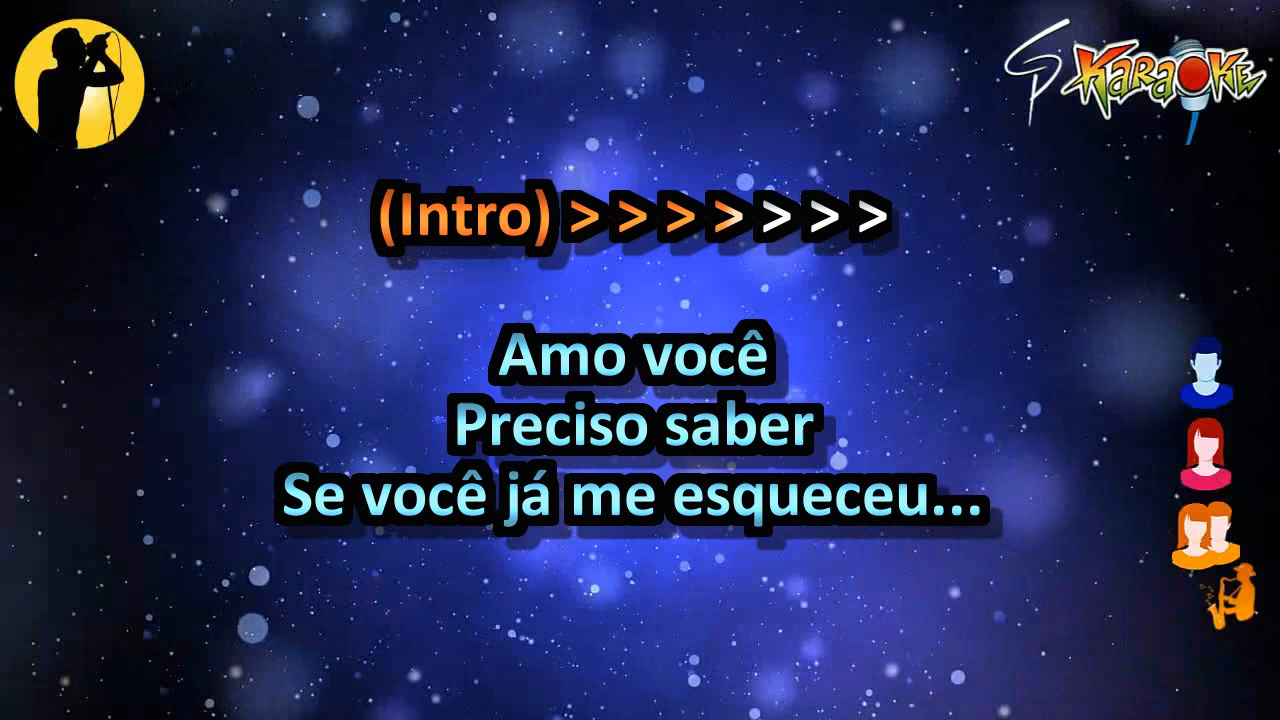 KaraoKe
(Intro) > > > > > > >
Amo você
Preciso saber
Se você já me esqueceu...